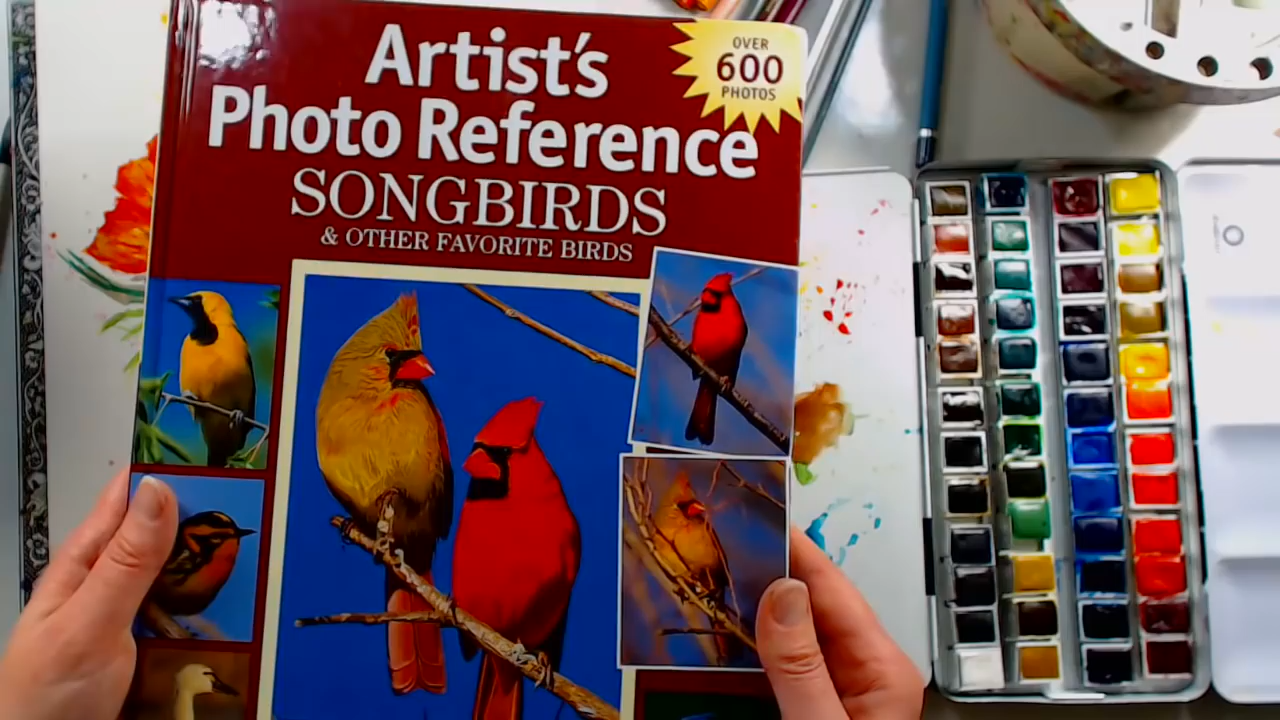 Artist's
Photo Reference
SONGBIRDS
& OTHER FAVORITE BIRDS
OVER
600
PHOTOS